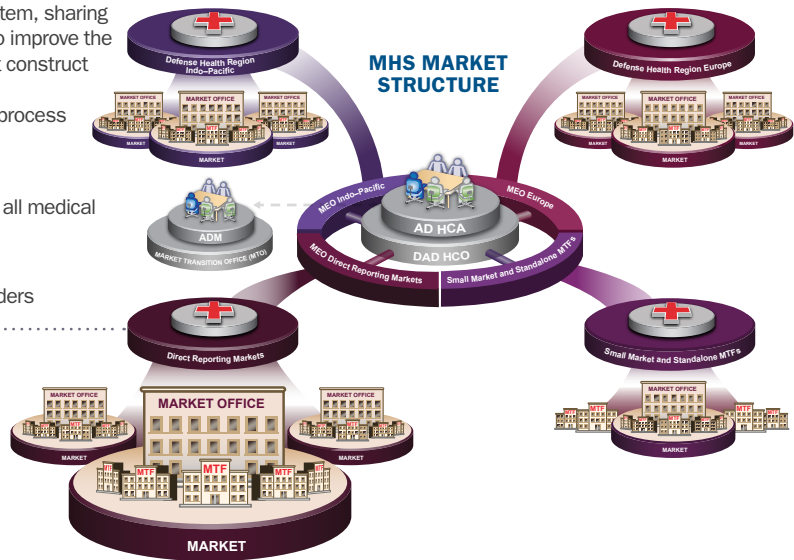 tem, sharing
o improve the
t construct
process
all medical
ders
MHS MARKET
STRUCTURE
Defense Health Region
Indo–Pacific
MARKET OFFICE
MARKET OFFICE
MARKET OFFICE
MARKET
MARKET
MARKET
Defense Health Region Europe
MARKET OFFICE
MARKET OFFICE
MARKET OFFICE
MARKET
MARKET
MARKET
MEO Indo–Pacific
MEO Europe
AD HCA
DAD HCO
MEO Direct Reporting Markets
Small Market and Standalone MTFs
ADM
MARKET TRANSITION OFFICE (MTO)
Direct Reporting Markets
MARKET OFFICE
MARKET OFFICE
MARKET OFFICE
MTF
MTF
MTF
MTF
MTF
MARKET
MARKET
MARKET
Small Market and Standalone MTFs
MARKET OFFICE
MTF
MTF
MTF
MTF
MARKET